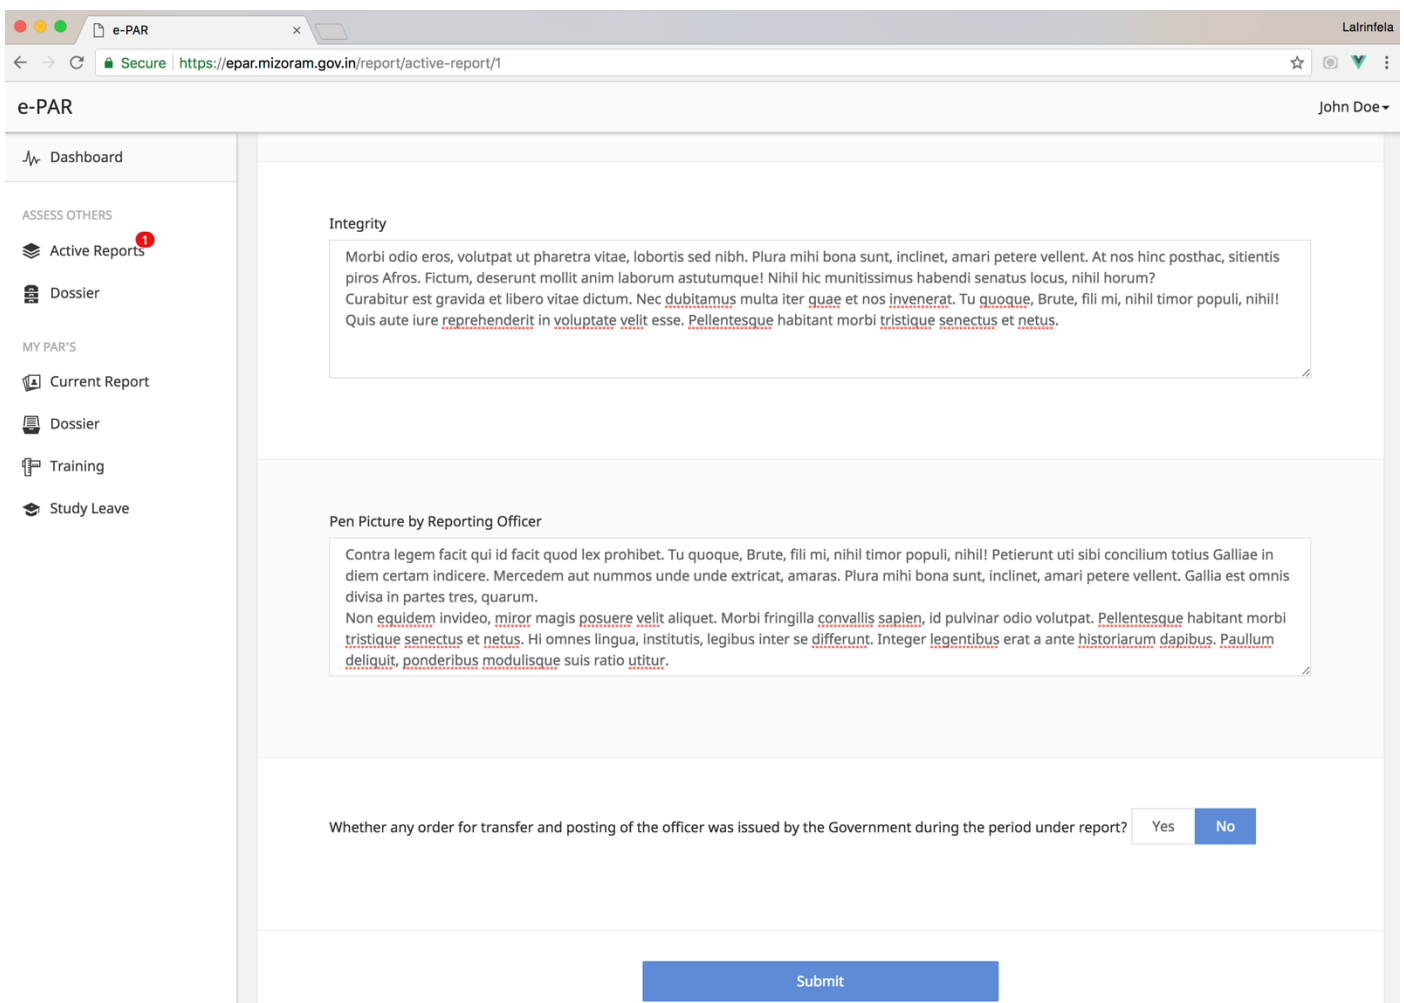 e-PAR
Lalrinfela
Secure https://epar.mizoram.gov.in/report/active-report/1
e-PAR
John Doe
Dashboard
ASSESS OTHERS
Active Reports 1
Dossier
MY PAR'S
Current Report
Dossier
Training
Study Leave
Integrity
Morbi odio eros, volutpat ut pharetra vitae, lobortis sed nibh. Plura mihi bona sunt, inclinet, amari petere vellent. At nos hinc posthac, sitientis
piros Afros. Fictum, deserunt mollit anim laborum astutumque! Nihil hic munitissimus habendi senatus locus, nihil horum?
Curabitur est gravida et libero vitae dictum. Nec dubitamus multa iter quae et nos invenerat. Tu quoque, Brute, fili mi, nihil timor populi, nihil!
Quis aute iure reprehenderit in voluptate velit esse. Pellentesque habitant morbi tristique senectus et netus.
Pen Picture by Reporting Officer
Contra legem facit qui id facit quod lex prohibet. Tu quoque, Brute, fili mi, nihil timor populi, nihil! Petierunt uti sibi concilium totius Galliae in
diem certam indicere. Mercedem aut nummos unde unde extricat, amaras. Plura mihi bona sunt, inclinet, amari petere vellent. Gallia est omnis
divisa in partes tres, quarum.
Non equidem invideo, miror magis posuere velit aliquet. Morbi fringilla convallis sapien, id pulvinar odio volutpat. Pellentesque habitant morbi
tristique senectus et netus. Hi omnes lingua, institutis, legibus inter se differunt. Integer legentibus erat a ante historiarum dapibus. Paullum
deliquit, ponderibus modulisque suis ratio utitur.
Whether any order for transfer and posting of the officer was issued by the Government during the period under report? Yes No
Submit